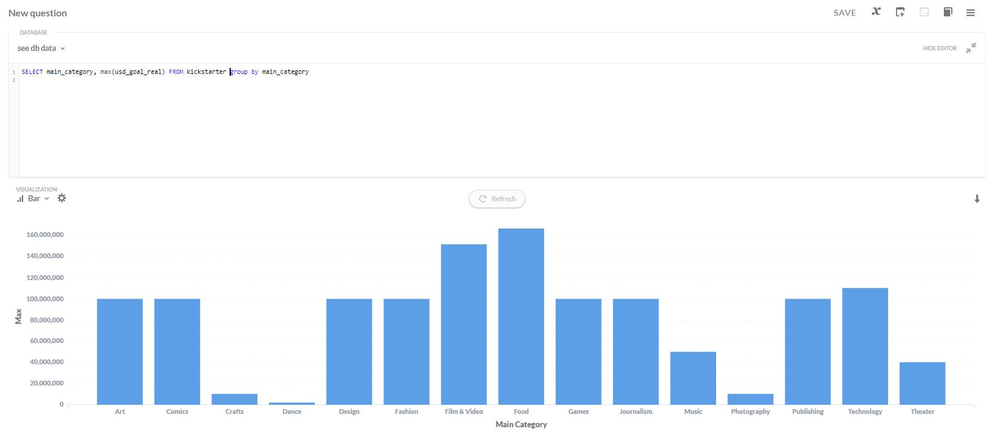 New question
SAVE
DATABASE
see db data
HIDE EDITOR
1 SELECT main_category, max(usd_goal_real) FROM kickstarter group by main_category
2
VISUALIZATION
Bar
Refresh
160,000,000
140,000,000
120,000,000
100,000,000
80,000,000
60,000,000
40,000,000
20,000,000
0
Max
Art Comics Crafts Dance Design Fashion Film & Video Food Games Journalism Music Photography Publishing Technology Theater
Main Category